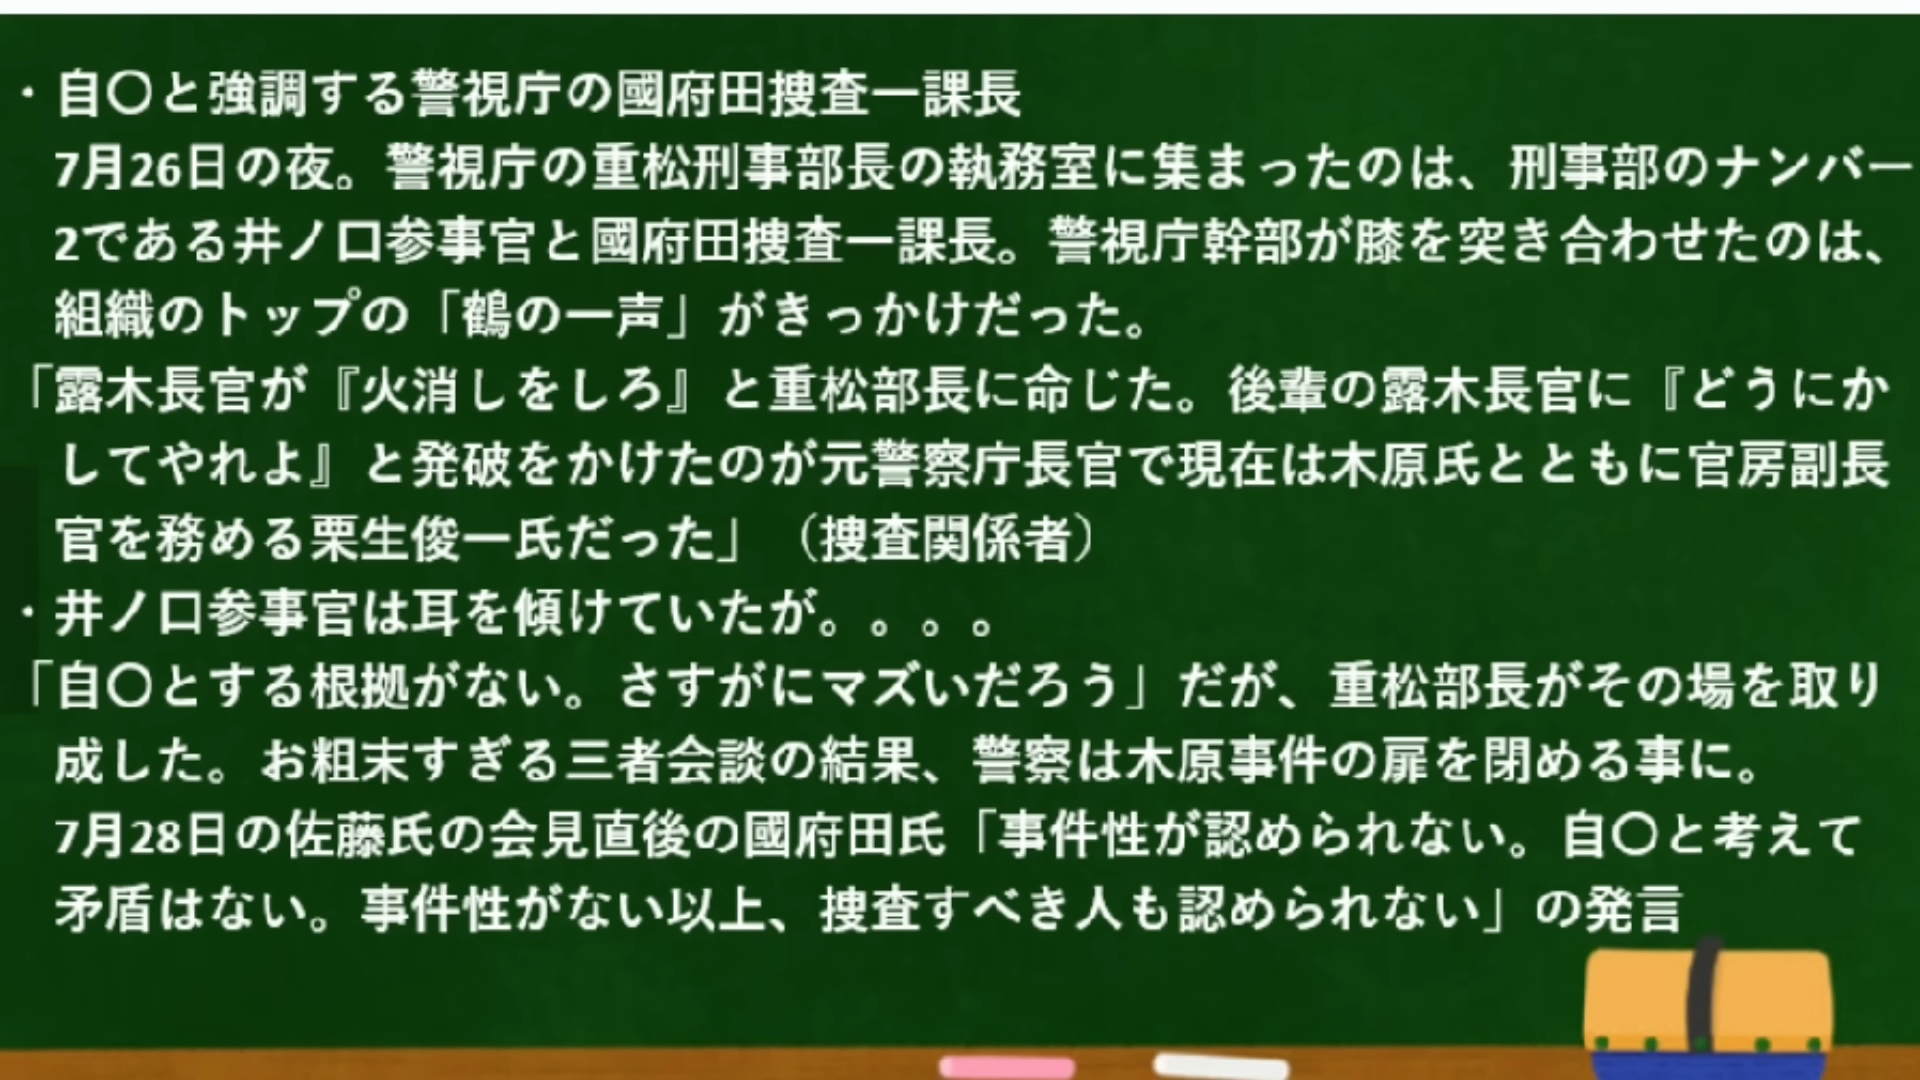 ・自〇と強調する警視庁の國府田捜査一課長
7月26日の夜。警視庁の重松刑事部長の執務室に集まったのは、刑事部のナンバー
2である井ノ口参事官と國府田捜査一課長。警視庁幹部が膝を突き合わせたのは、
組織のトップの「鶴の一声」がきっかけだった。
「露木長官が『火消しをしろ』と重松部長に命じた。後輩の露木長官に『どうにか
してやれよ』と発破をかけたのが元警察庁長官で現在は木原氏とともに官房副長
官を務める栗生俊一氏だった」（捜査関係者）
・井ノ口参事官は耳を傾けていたが。。。。
「自〇とする根拠がない。さすがにマズいだろう」だが、重松部長がその場を取り
成した。お粗末すぎる三者会談の結果、警察は木原事件の扉を閉める事に。
7月28日の佐藤氏の会見直後の國府田氏「事件性が認められない。自〇と考えて
矛盾はない。事件性がない以上、捜査すべき人も認められない」の発言